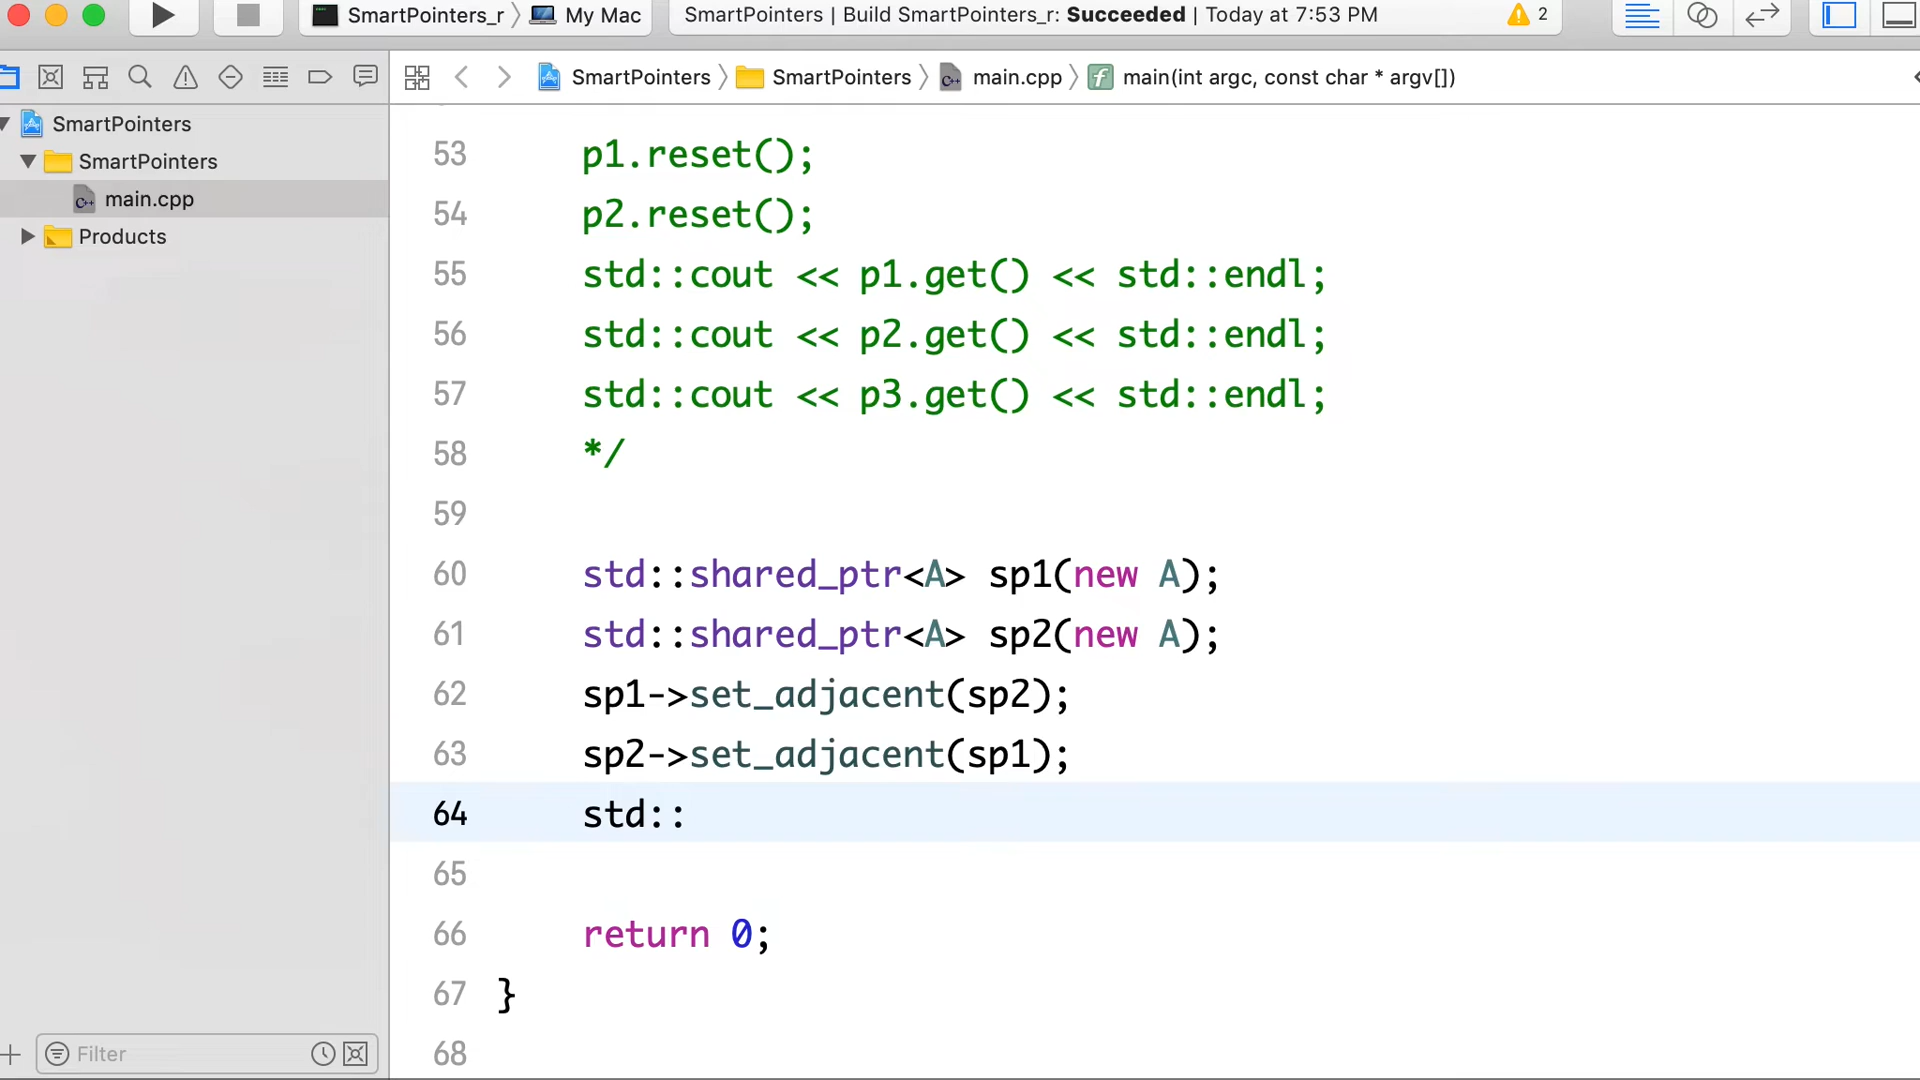 SmartPointers_r 〉 My Mac
SmartPointers | Build SmartPointers_r: Succeeded | Today at 7:53 PM
2
SmartPointers 〉 SmartPointers 〉 main.cpp 〉 f main(int argc, const char * argv[])
SmartPointers
SmartPointers
C++ main.cpp
Products
Filter
53 p1.reset();
54 p2.reset();
55 std::cout << p1.get() << std::endl;
56 std::cout << p2.get() << std::endl;
57 std::cout << p3.get() << std::endl;
58 */
59
60 std::shared_ptr<A> sp1(new A);
61 std::shared_ptr<A> sp2(new A);
62 sp1->set_adjacent(sp2);
63 sp2->set_adjacent(sp1);
64 std::
65
66 return 0;
67 }
68